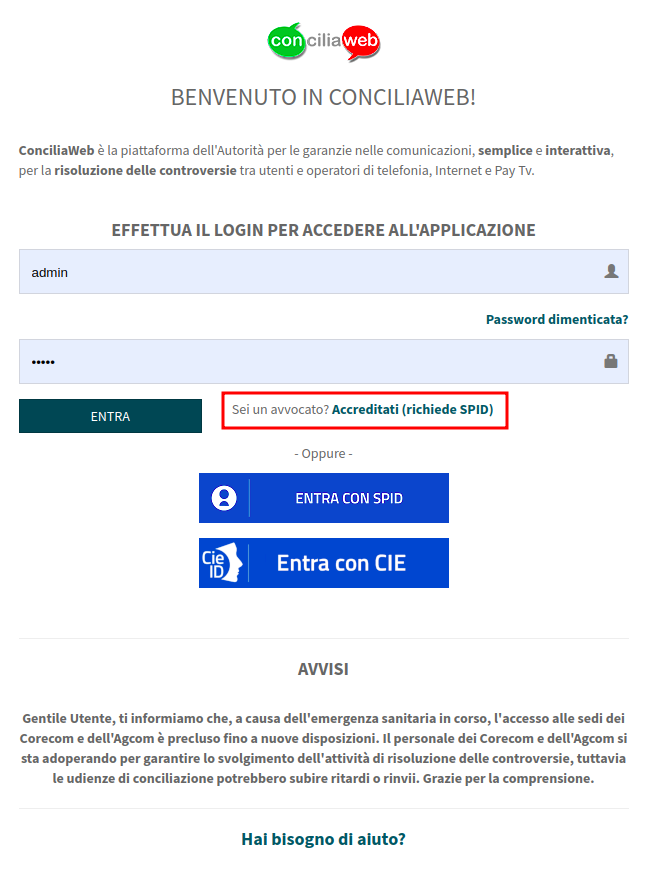 conciliaweb
BENVENUTO IN CONCILIAWEB!
ConciliaWeb è la piattaforma dell'Autorità per le garanzie nelle comunicazioni, semplice e interattiva,
per la risoluzione delle controversie tra utenti e operatori di telefonia, Internet e Pay Tv.
EFFETTUA IL LOGIN PER ACCEDERE ALL'APPLICAZIONE
admin
Password dimenticata?
•••••
ENTRA
Sei un avvocato? Accreditati (richiede SPID)
- Oppure -
ENTRA CON SPID
Cie
ID
Entra con CIE
AVVISI
Gentile Utente, ti informiamo che, a causa dell'emergenza sanitaria in corso, l'accesso alle sedi dei
Corecom e dell'Agcom è precluso fino a nuove disposizioni. Il personale dei Corecom e dell'Agcom si
sta adoperando per garantire lo svolgimento dell'attività di risoluzione delle controversie, tuttavia
le udienze di conciliazione potrebbero subire ritardi o rinvii. Grazie per la comprensione.
Hai bisogno di aiuto?